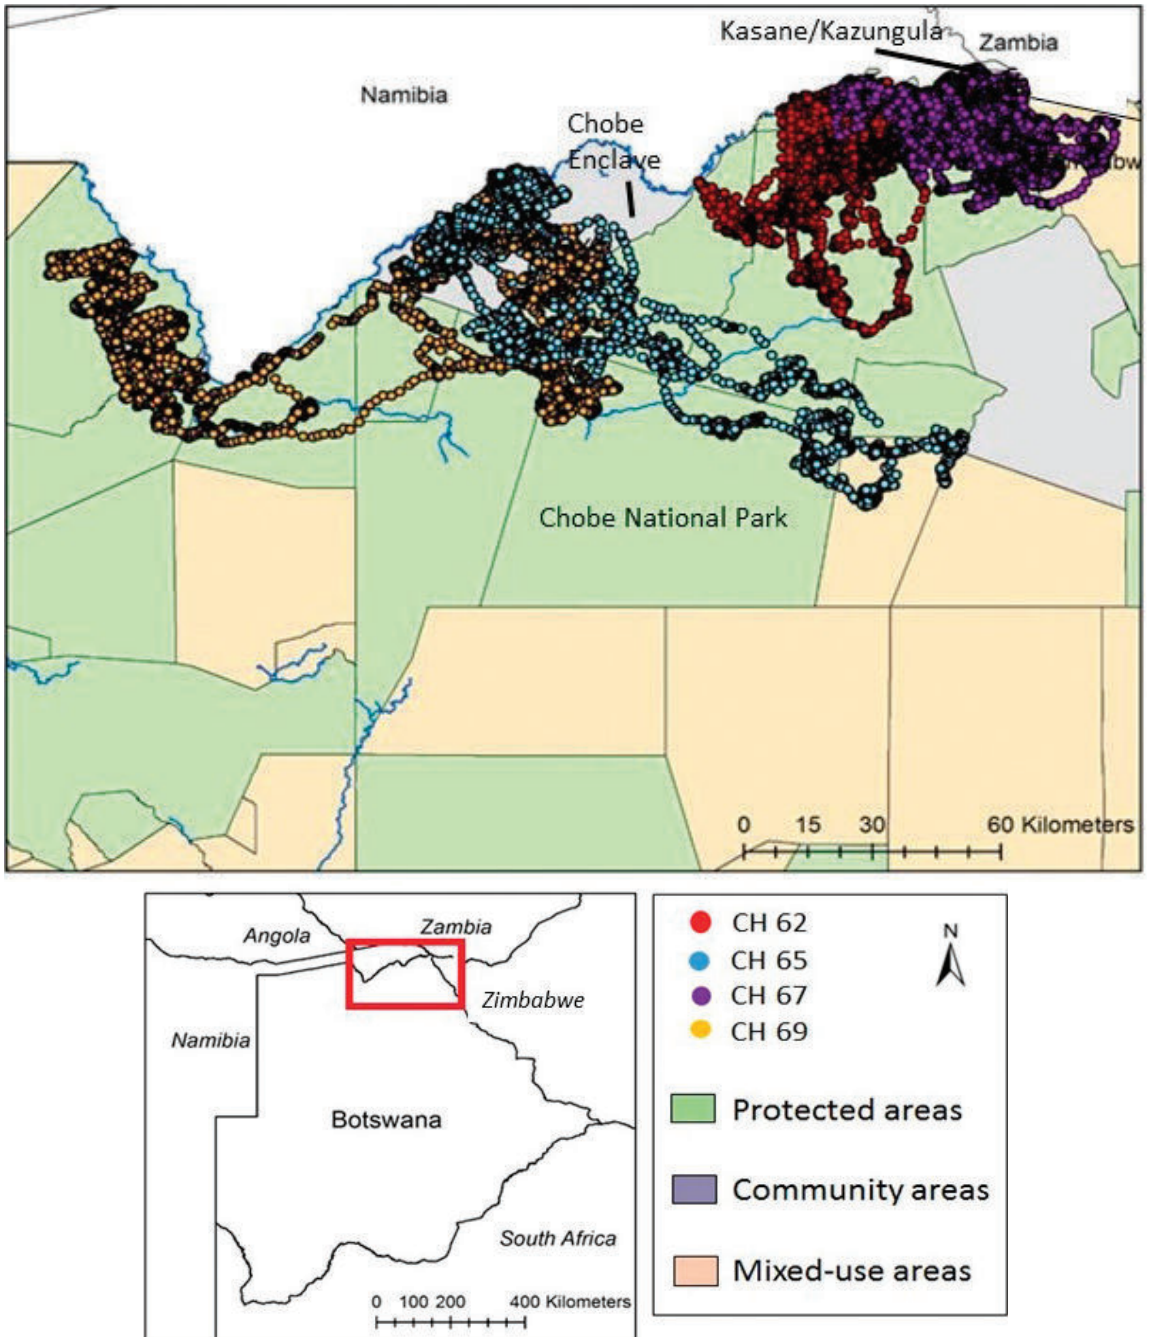 Kasane/Kazungula
Zambia
Namibia
Chobe
Enclave
Chobe National Park
0 15 30 60 Kilometers
Angola
Zambia
Zimbabwe
Namibia
Botswana
South Africa
0 100 200 400 Kilometers
N
CH 62
CH 65
CH 67
CH 69
Protected areas
Community areas
Mixed-use areas